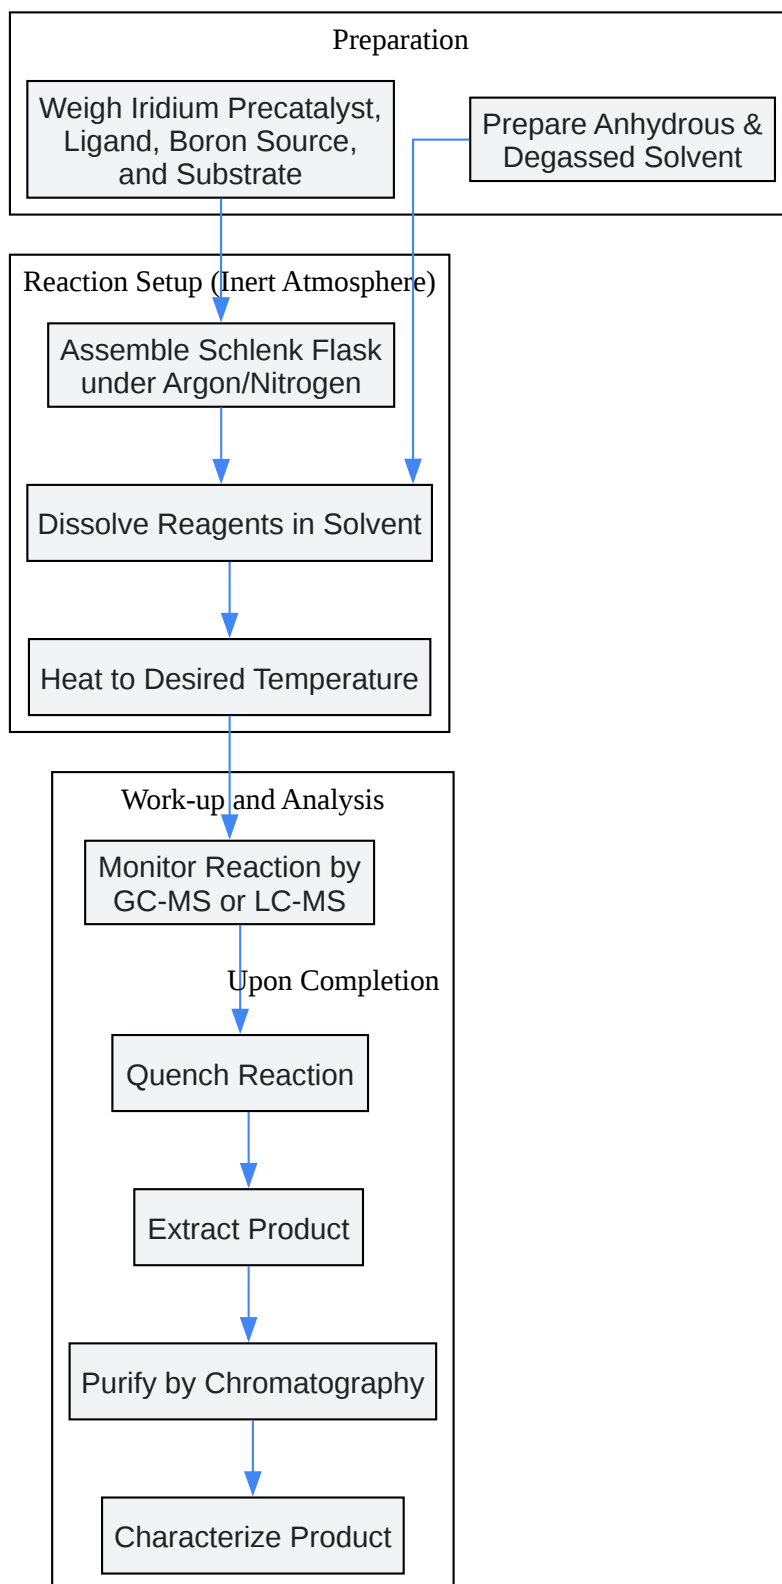 Preparation
Weigh Iridium Precatalyst,
Ligand, Boron Source,
and Substrate
Prepare Anhydrous &
Degassed Solvent
Reaction Setup (Inert Atmosphere)
Assemble Schlenk Flask
under Argon/Nitrogen
Dissolve Reagents in Solvent
Heat to Desired Temperature
Work-up and Analysis
Monitor Reaction by
GC-MS or LC-MS
Upon Completion
Quench Reaction
Extract Product
Purify by Chromatography
Characterize Product